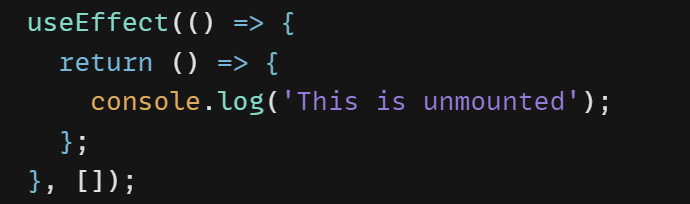 useEffect(() => {
  return () => {
    console.log('This is unmounted');
  };
}, []);